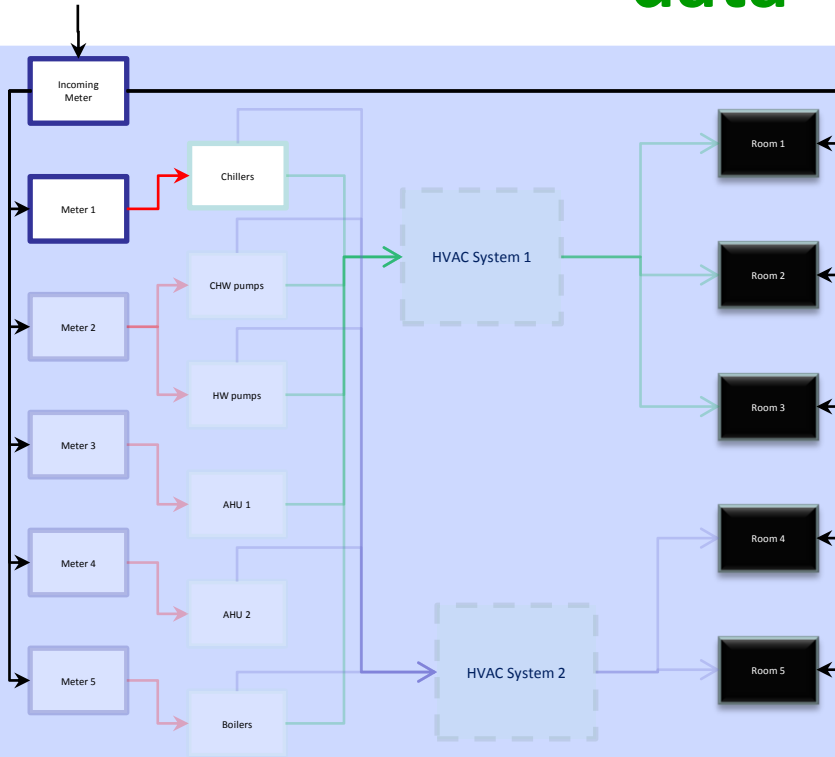 data
Incoming
Meter
Meter 1
Meter 2
Meter 3
Meter 4
Meter 5
Chillers
CHW pumps
HW pumps
AHU 1
AHU 2
Boilers
HVAC System 1
HVAC System 2
Room 1
Room 2
Room 3
Room 4
Room 5